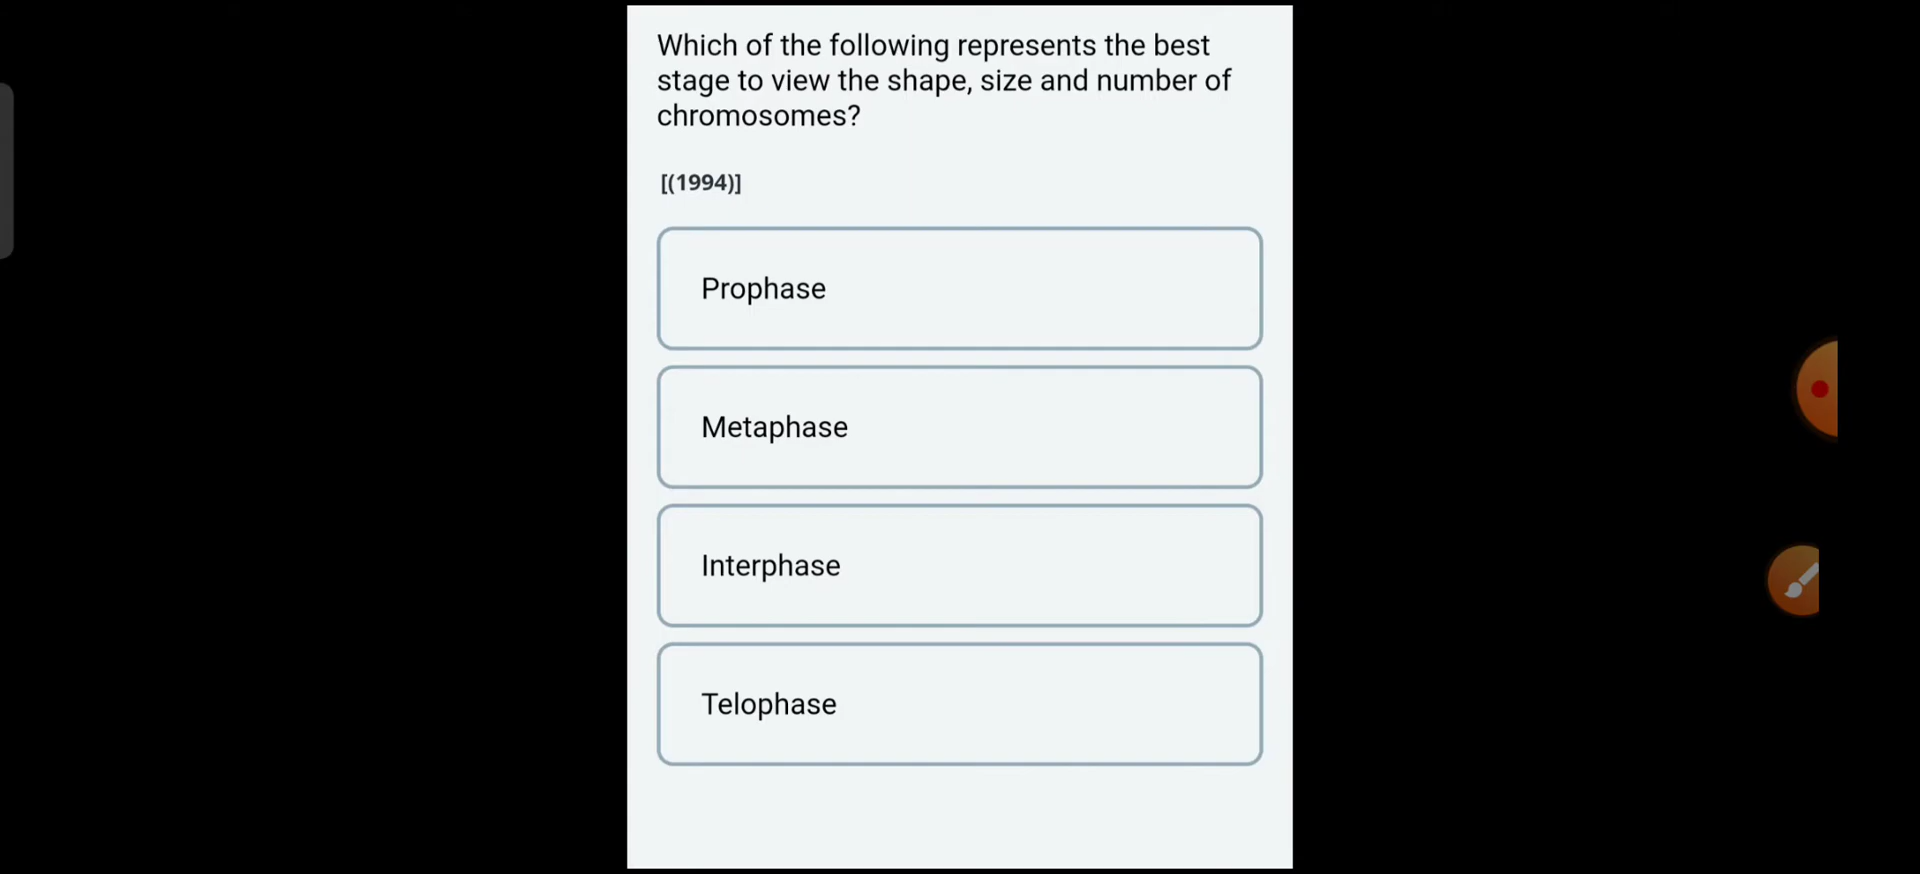 Which of the following represents the best
stage to view the shape, size and number of
chromosomes?
[(1994)]
Prophase
Metaphase
Interphase
Telophase